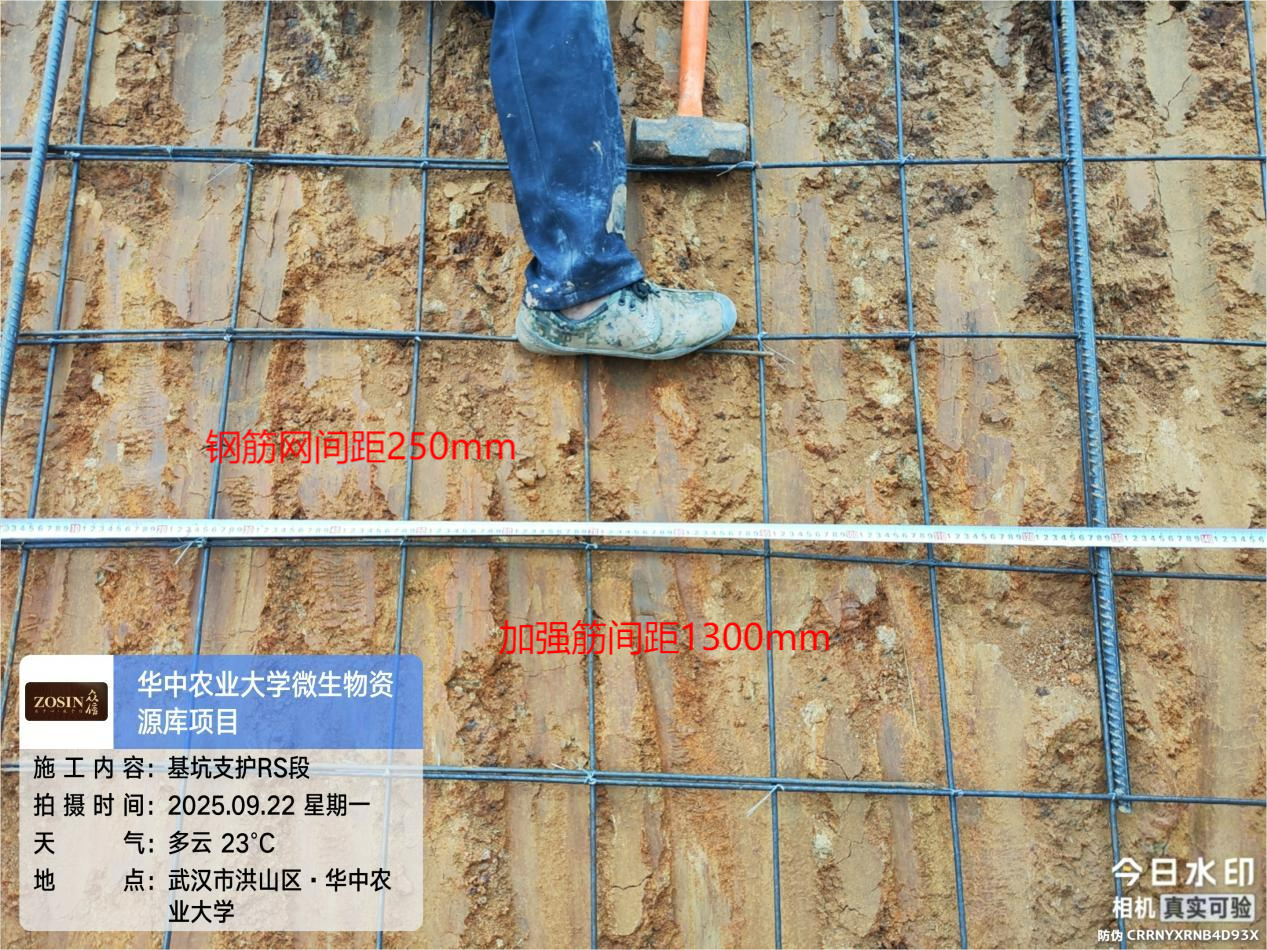 钢筋网间距250mm
加强筋间距1300mm
ZOSIN 众信
华中农业大学微生物资
源库项目
施工内容：基坑支护RS段
拍摄时间：2025.09.22 星期一
天气：多云 23°C
地点：武汉市洪山区·华中农
业大学
今日水印
相机 真实可验
防伪 CRRNYXRNB4D93X